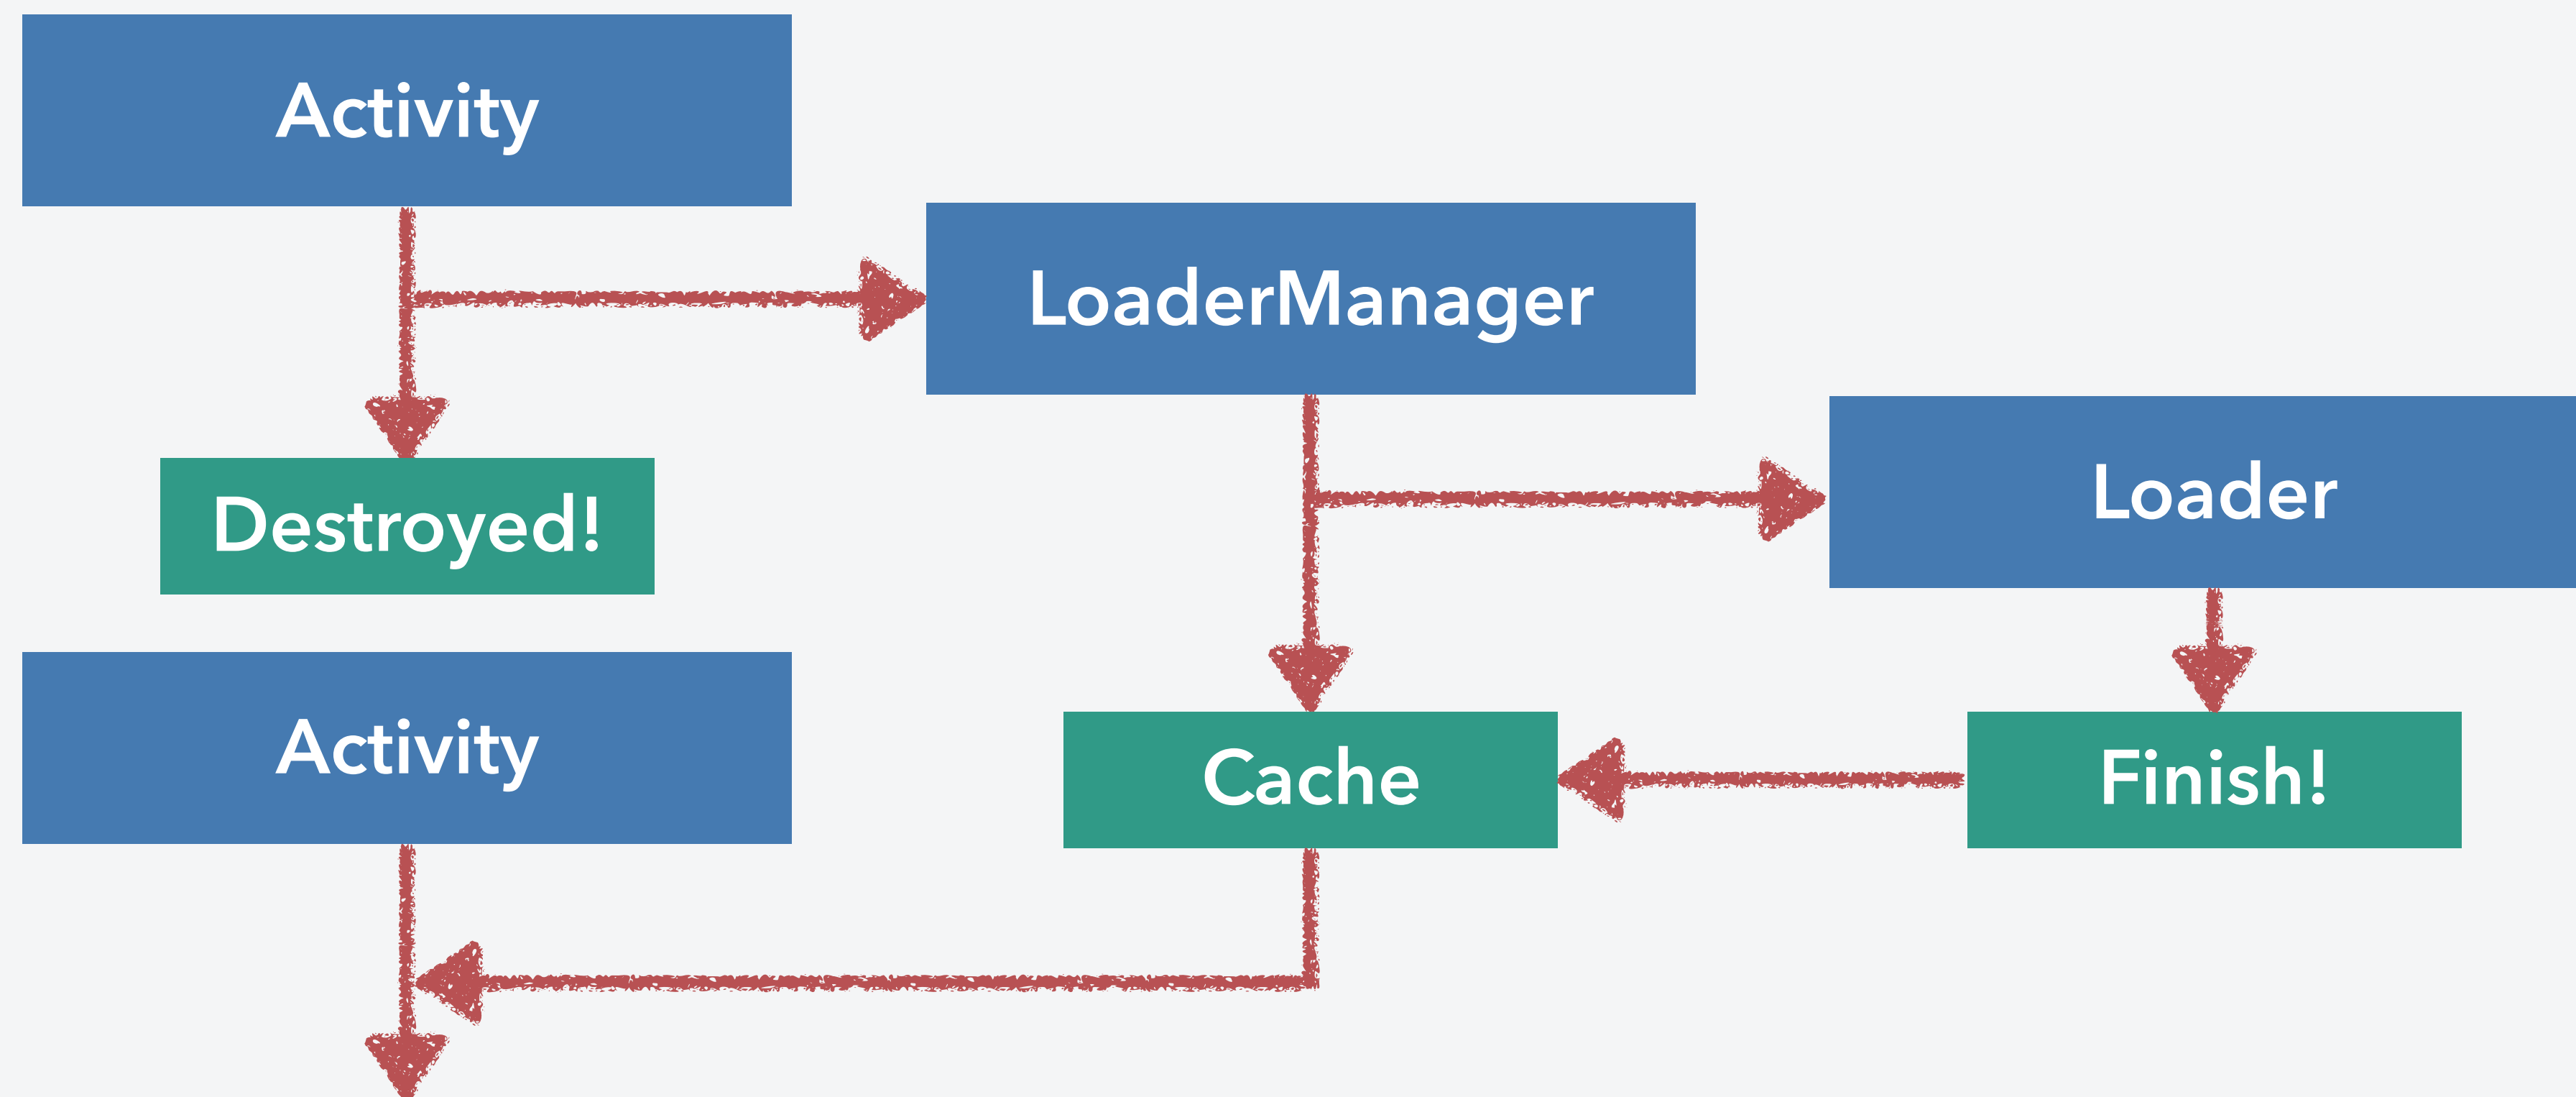 Activity
LoaderManager
Loader
Destroyed!
Activity
Cache
Finish!